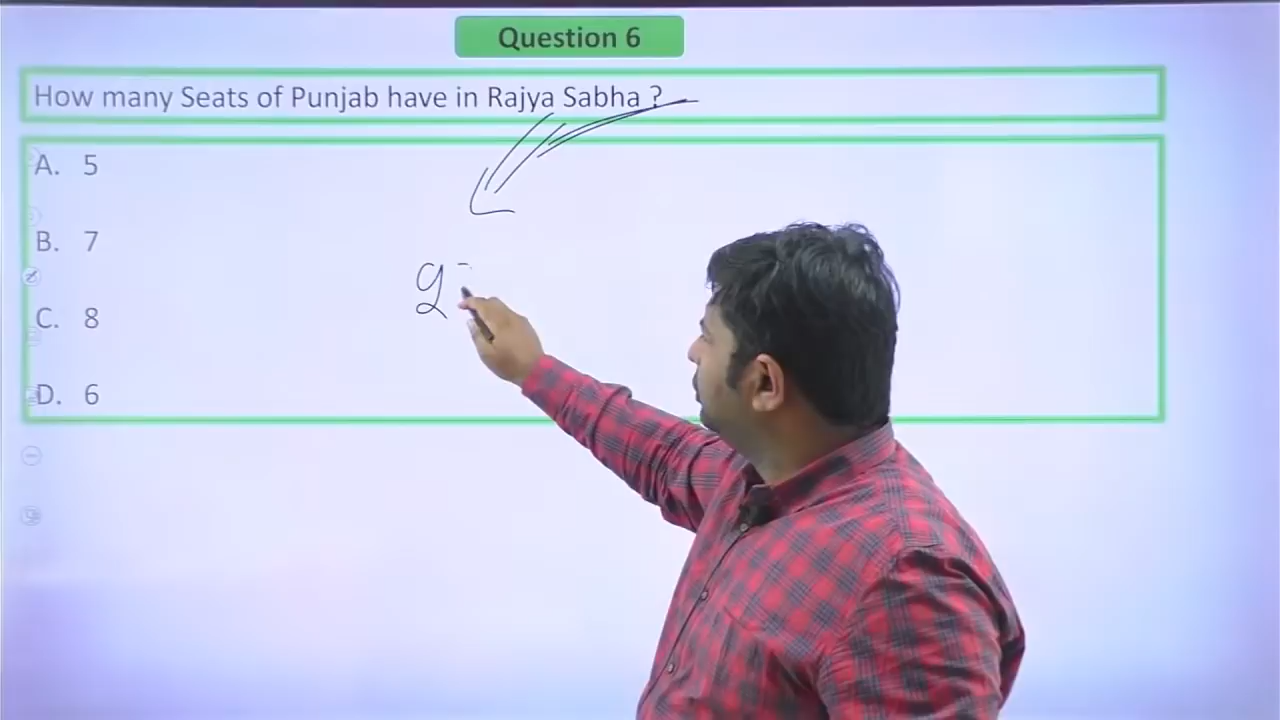 Question 6
How many Seats of Punjab have in Rajya Sabha ?
A. 5
B. 7
C. 8
D. 6